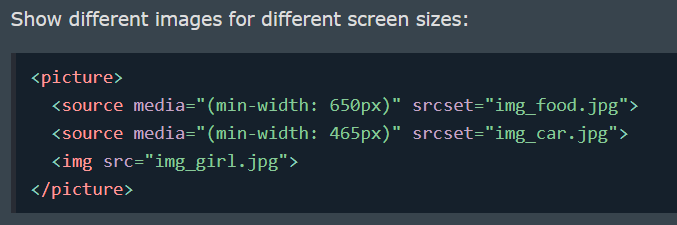 Show different images for different screen sizes:
<picture>
  <source media="(min-width: 650px)" srcset="img_food.jpg">
  <source media="(min-width: 465px)" srcset="img_car.jpg">
  <img src="img_girl.jpg">
</picture>